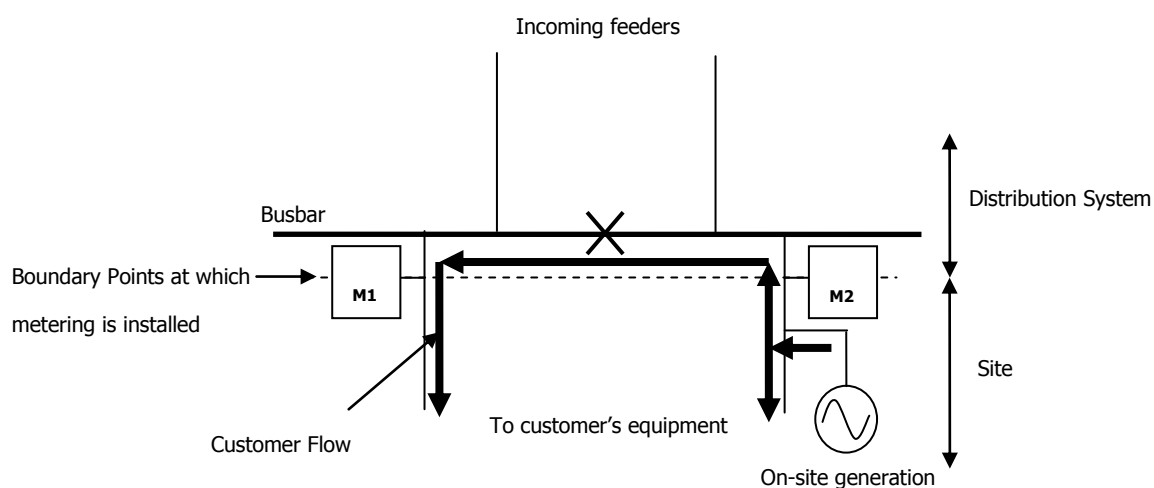 Incoming feeders
Distribution System
Busbar
Boundary Points at which
metering is installed
M1
M2
Site
To customer’s equipment
Customer Flow
On-site generation